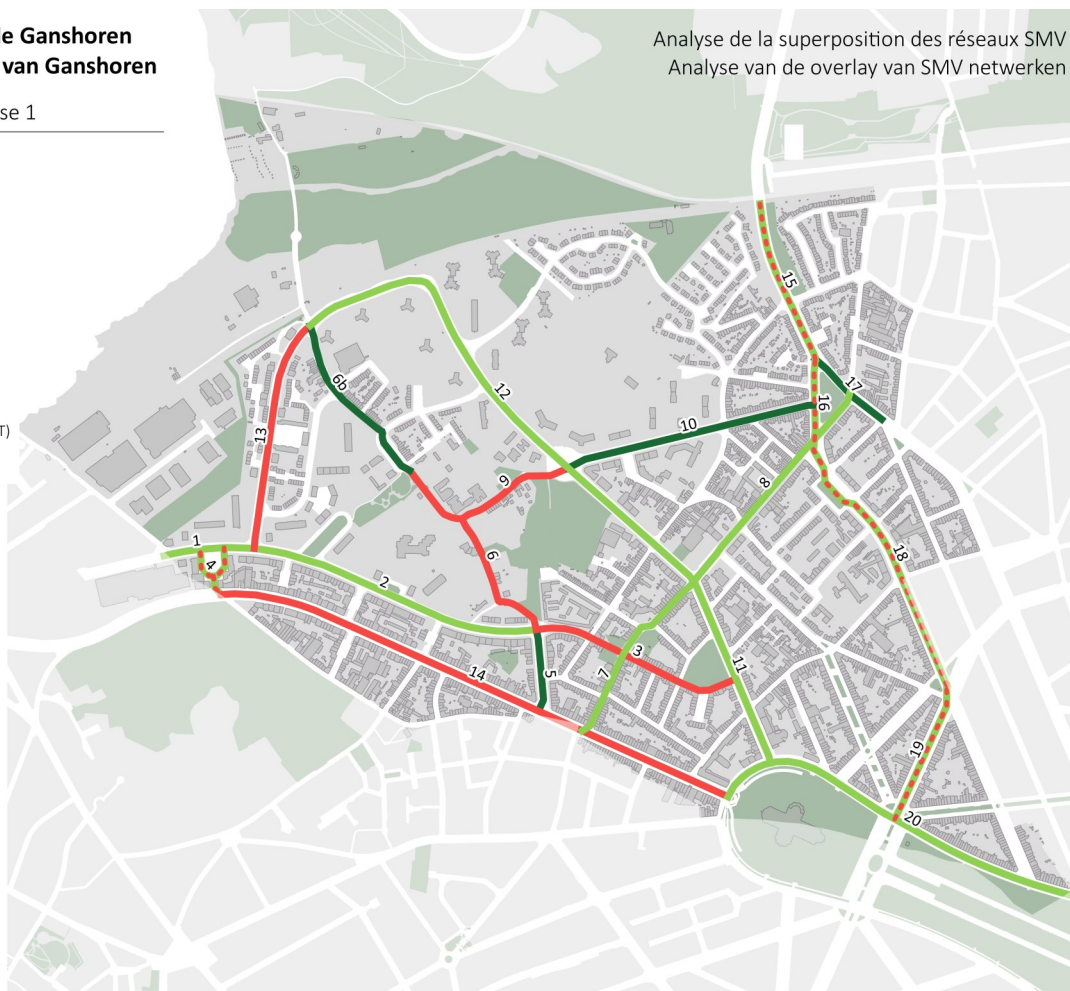 de Ganshoren
van Ganshoren
se 1
Analyse de la superposition des réseaux SMV
Analyse van de overlay van SMV netwerken
15
17
16
6b
12
10
T)
13
9
8
18
1
4
6
2
3
11
5
7
14
19
20